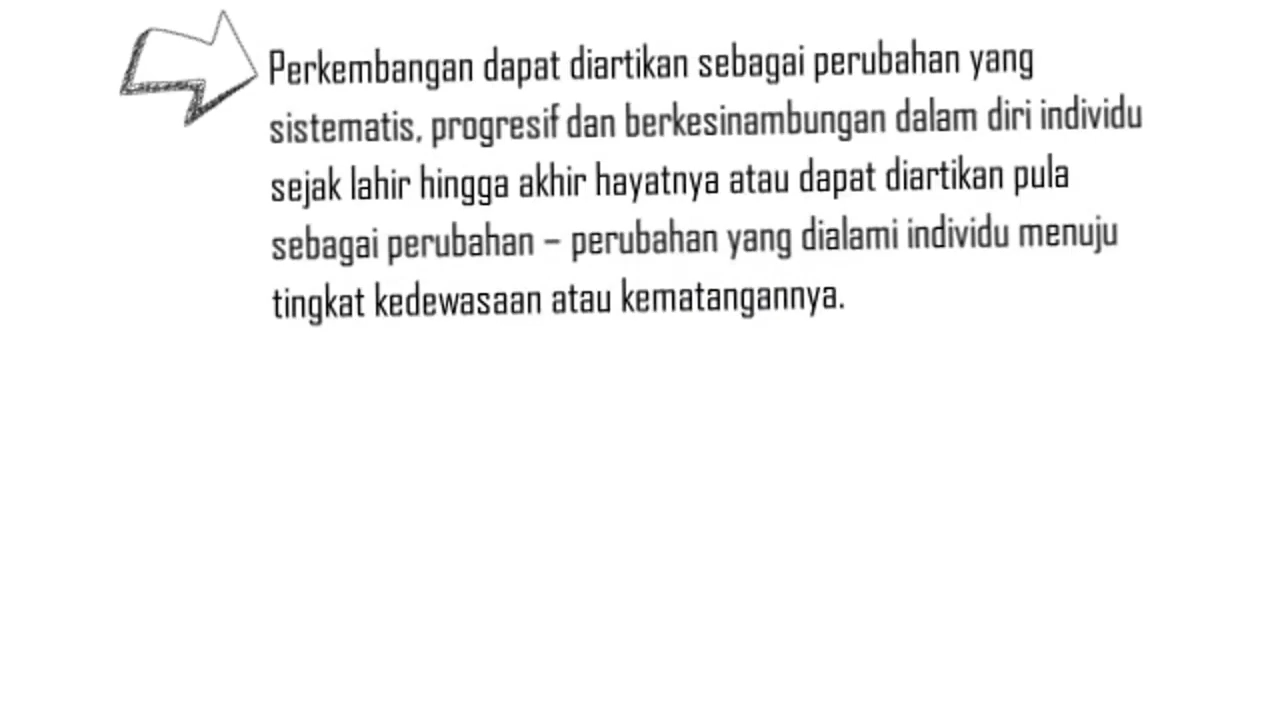 Perkembangan dapat diartikan sebagai perubahan yang
sistematis, progresif dan berkesinambungan dalam diri individu
sejak lahir hingga akhir hayatnya atau dapat diartikan pula
sebagai perubahan – perubahan yang dialami individu menuju
tingkat kedewasaan atau kematangannya.